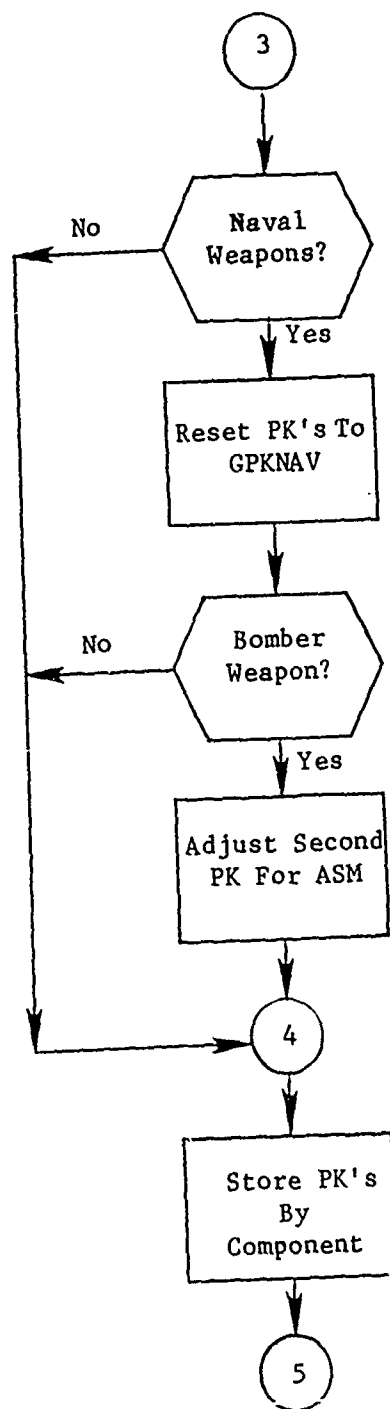 3
Naval
Weapons?
No
Yes
Reset PK's To
GPKNAV
Bomber
Weapon?
No
Yes
Adjust Second
PK For ASM
4
Store PK's
By
Component
5